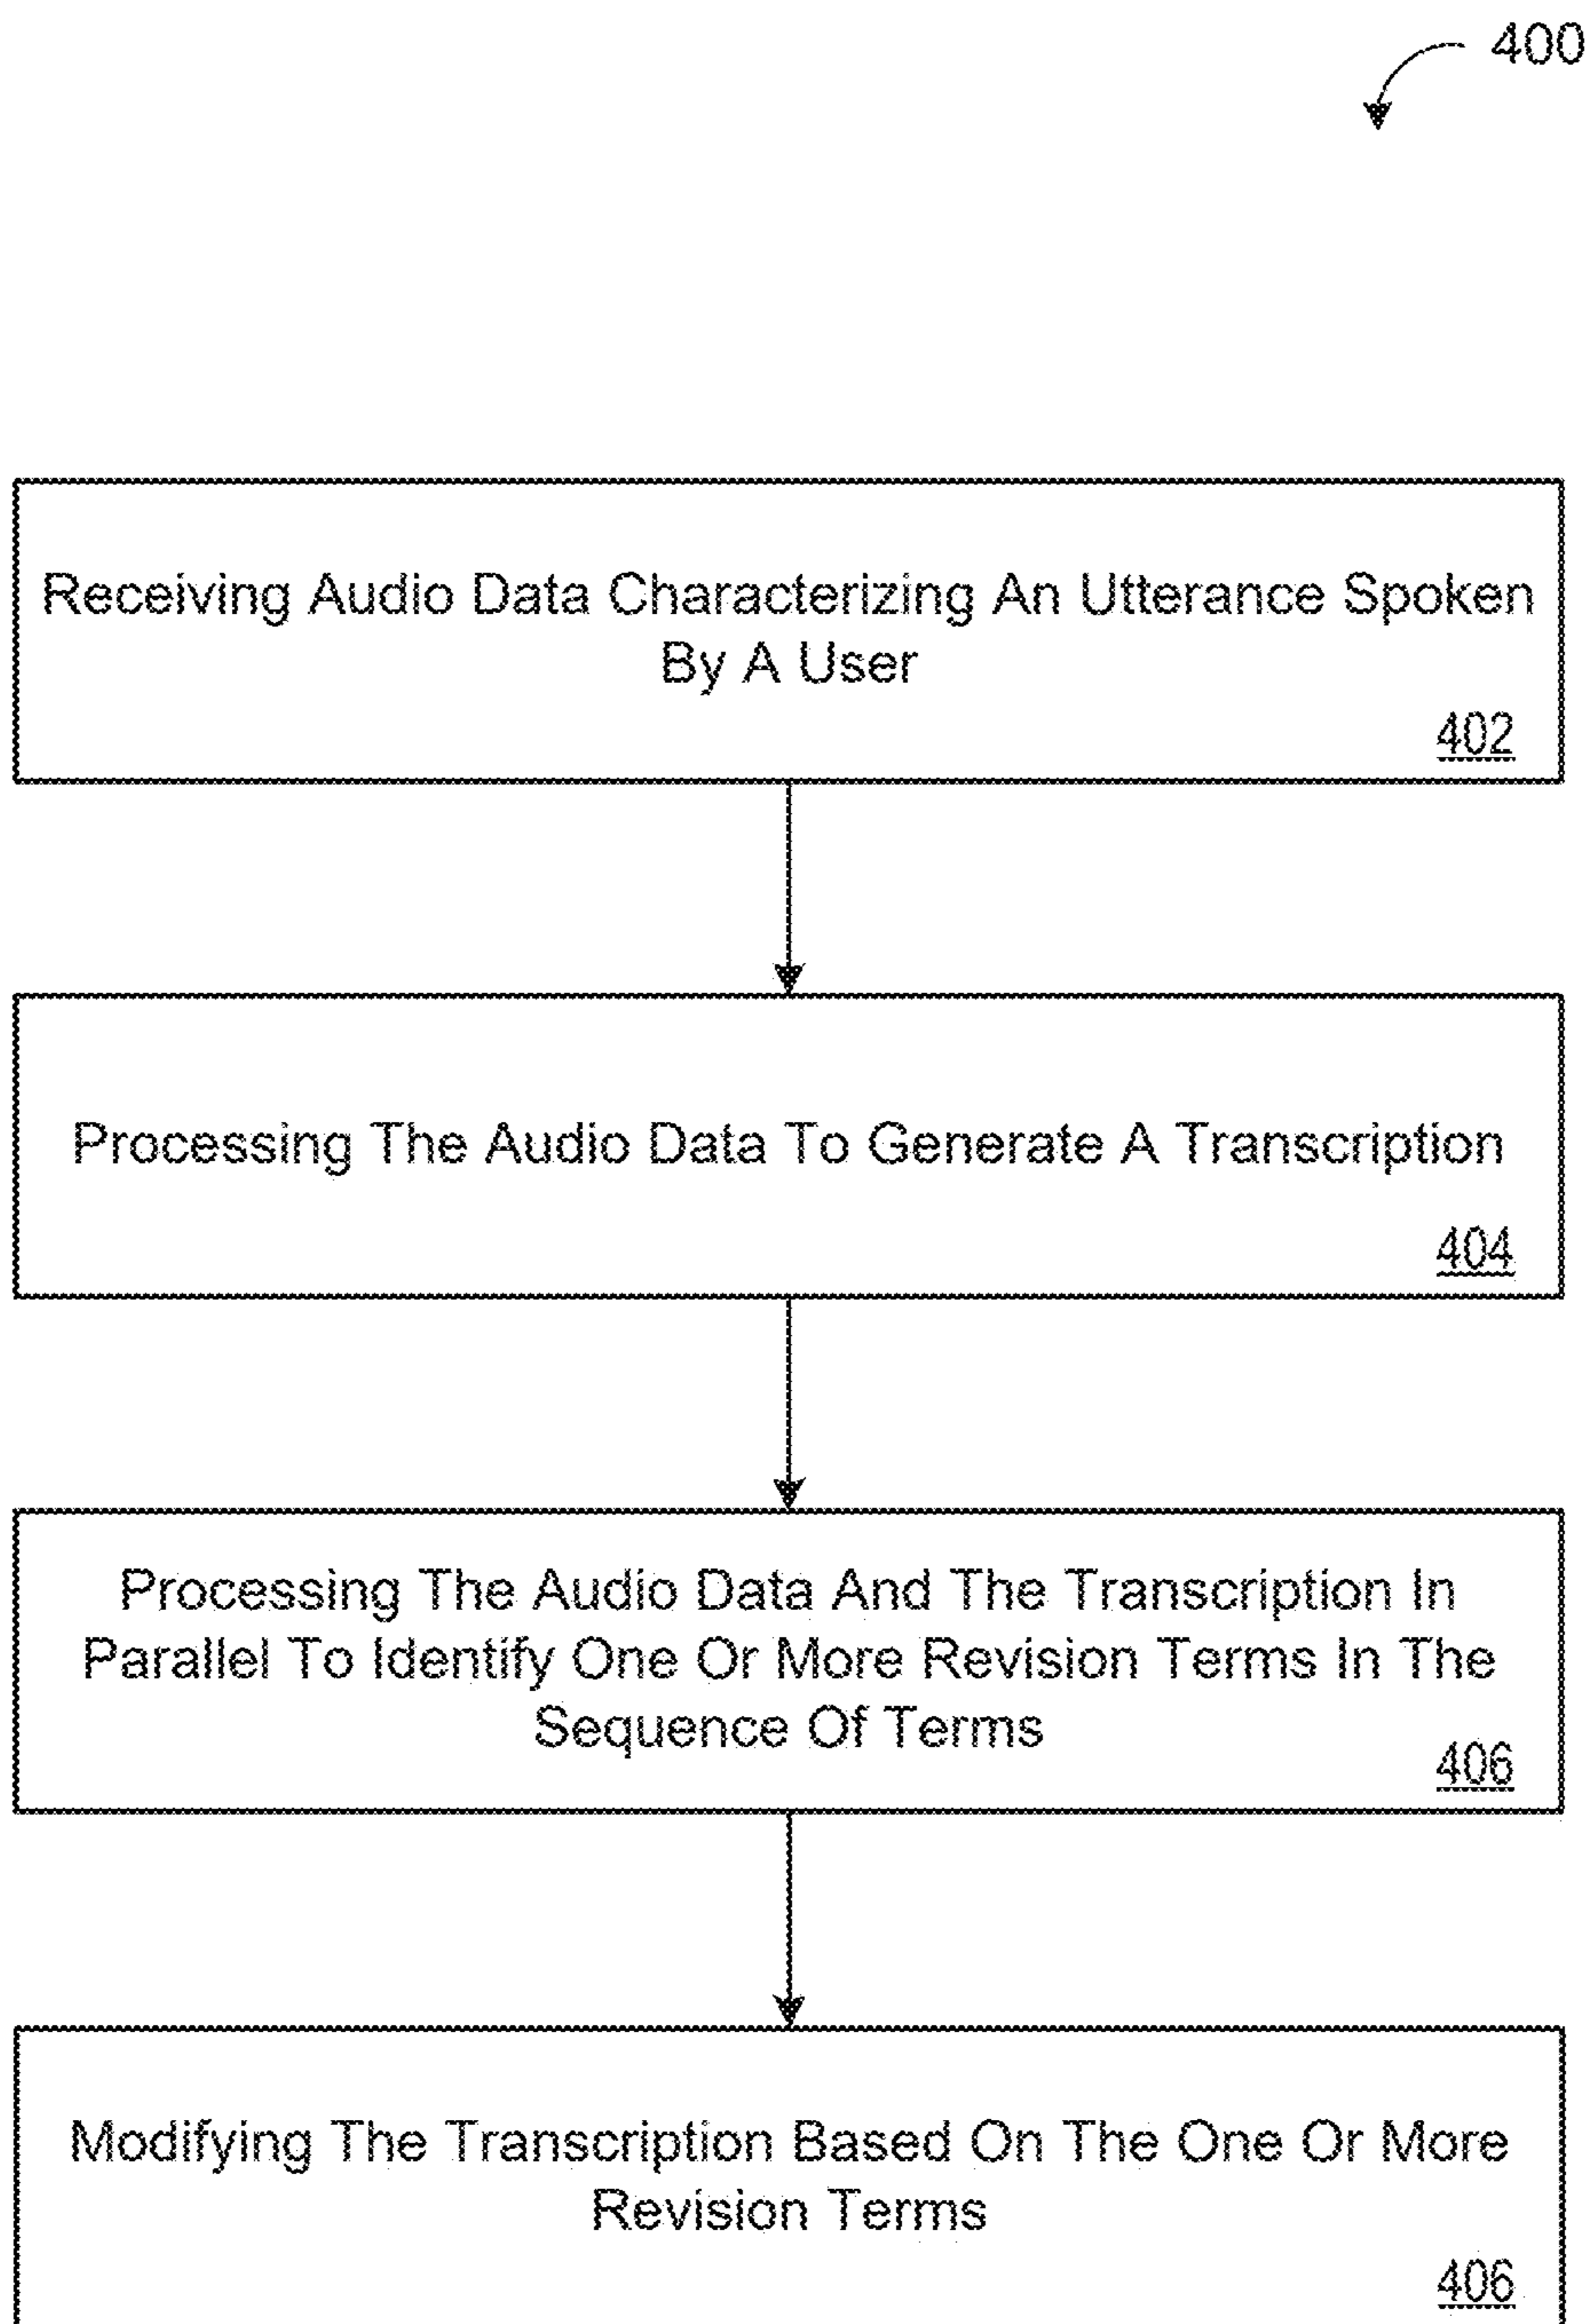 400
Receiving Audio Data Characterizing An Utterance Spoken
By A User
402
Processing The Audio Data To Generate A Transcription
404
Processing The Audio Data And The Transcription In
Parallel To Identify One Or More Revision Terms In The
Sequence Of Terms
406
Modifying The Transcription Based On The One Or More
Revision Terms
406